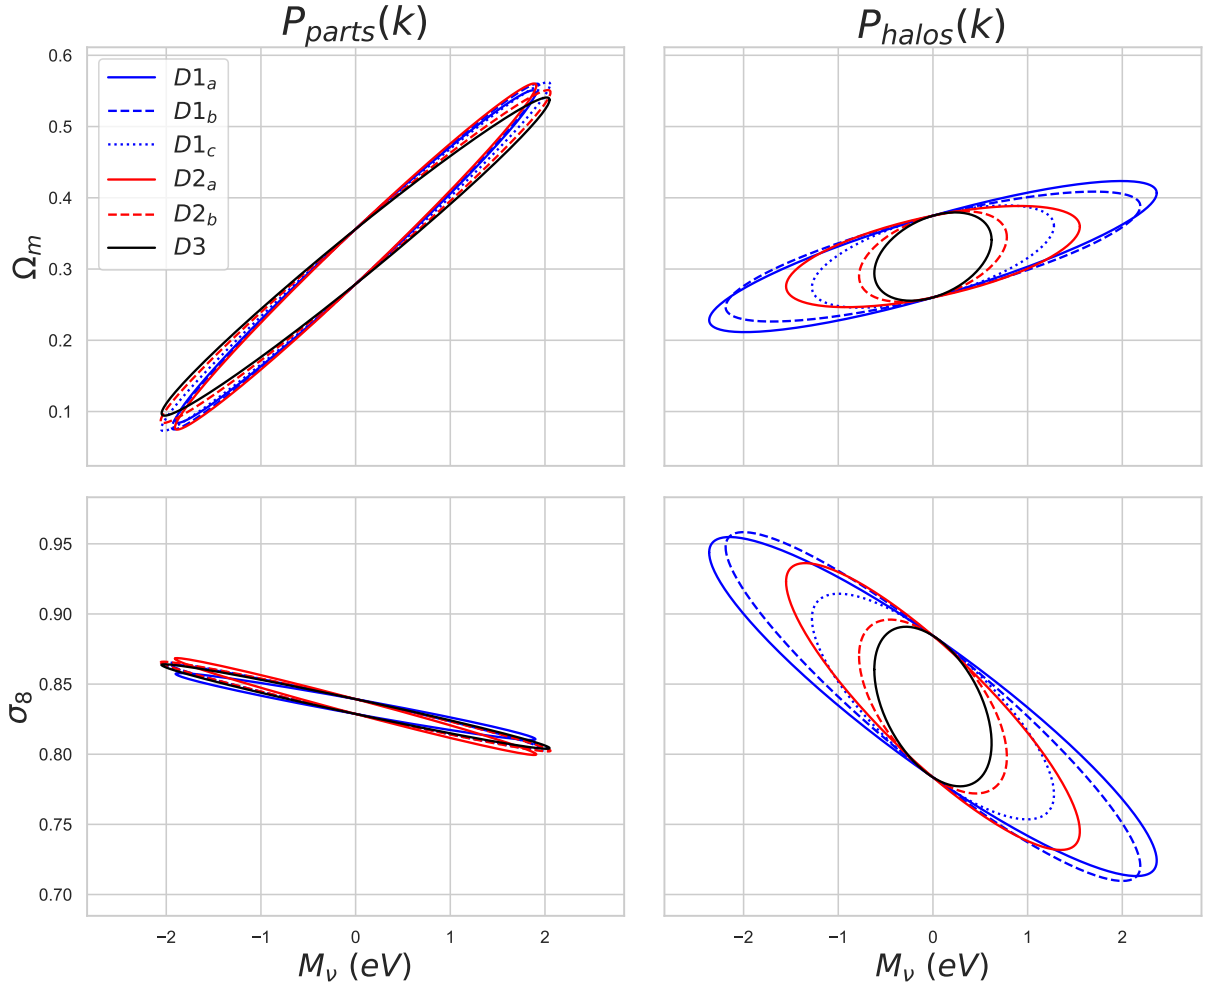 P_parts(k)
P_halos(k)
D1_a
D1_b
D1_c
D2_a
D2_b
D3
Ω_m
0.6
0.5
0.4
0.3
0.2
0.1
σ_8
0.95
0.90
0.85
0.80
0.75
0.70
−2 −1 0 1 2
−2 −1 0 1 2
M_ν (eV)
M_ν (eV)